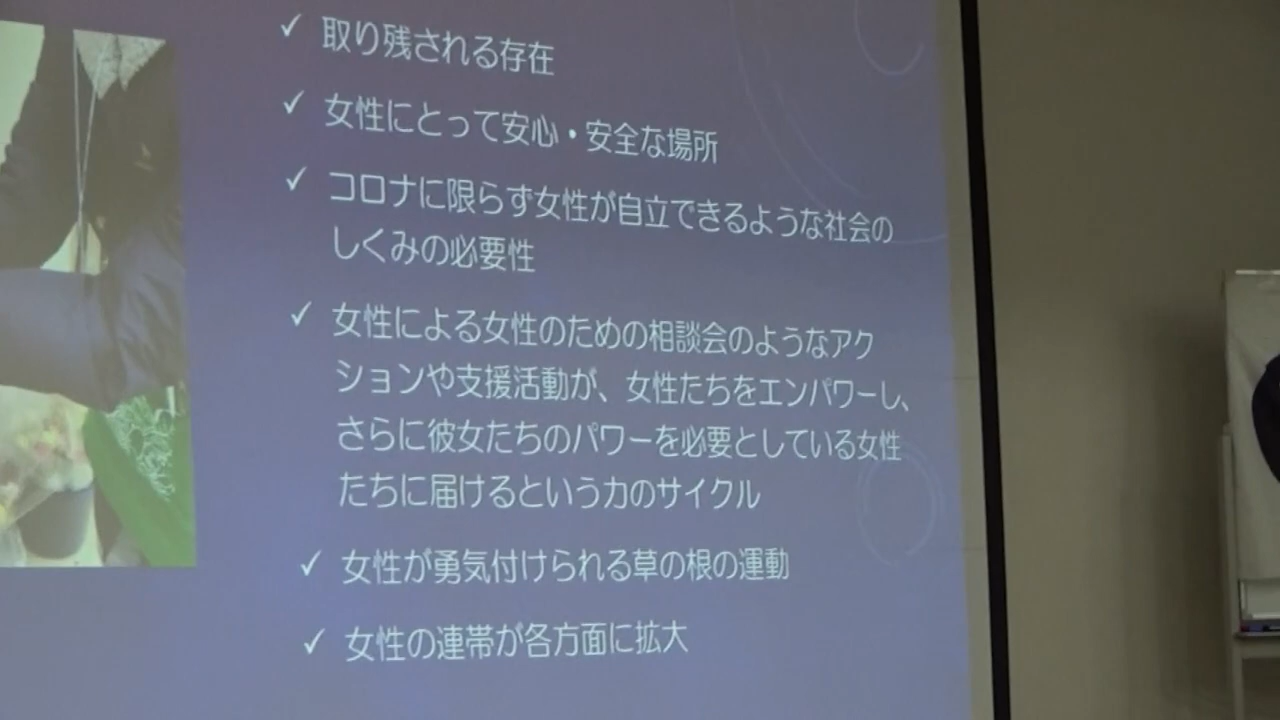 ✓ 取り残される存在
✓ 女性にとって安心・安全な場所
✓ コロナに限らず女性が自立できるような社会の
しくみの必要性
✓ 女性による女性のための相談会のようなアク
ションや支援活動が、女性たちをエンパワーし、
さらに彼女たちのパワーを必要としている女性
たちに届けるという力のサイクル
✓ 女性が勇気付けられる草の根の運動
✓ 女性の連帯が各方面に拡大